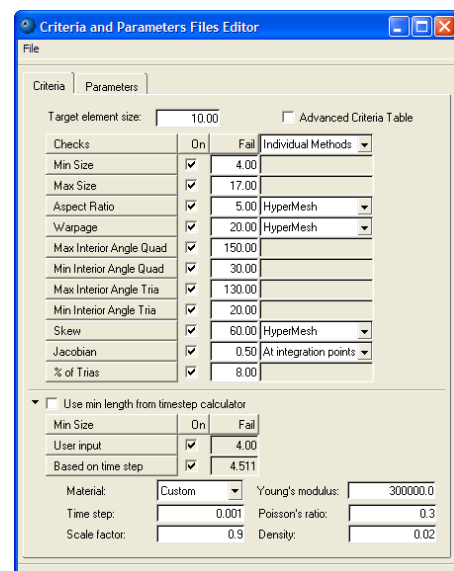 Criteria and Parameters Files Editor
File
Criteria Parameters
Target element size: 10.00 Advanced Criteria Table
Checks On Fail Individual Methods
Min Size 4.00
Max Size 17.00
Aspect Ratio 5.00 HyperMesh
Warpage 20.00 HyperMesh
Max Interior Angle Quad 150.00
Min Interior Angle Quad 30.00
Max Interior Angle Tria 130.00
Min Interior Angle Tria 20.00
Skew 60.00 HyperMesh
Jacobian 0.50 At integration points
% of Trias 8.00
Use min length from timestep calculator
Min Size On Fail
User input 4.00
Based on time step 4.511
Material: Custom Young's modulus: 300000.0
Time step: 0.001 Poisson's ratio: 0.3
Scale factor: 0.9 Density: 0.02